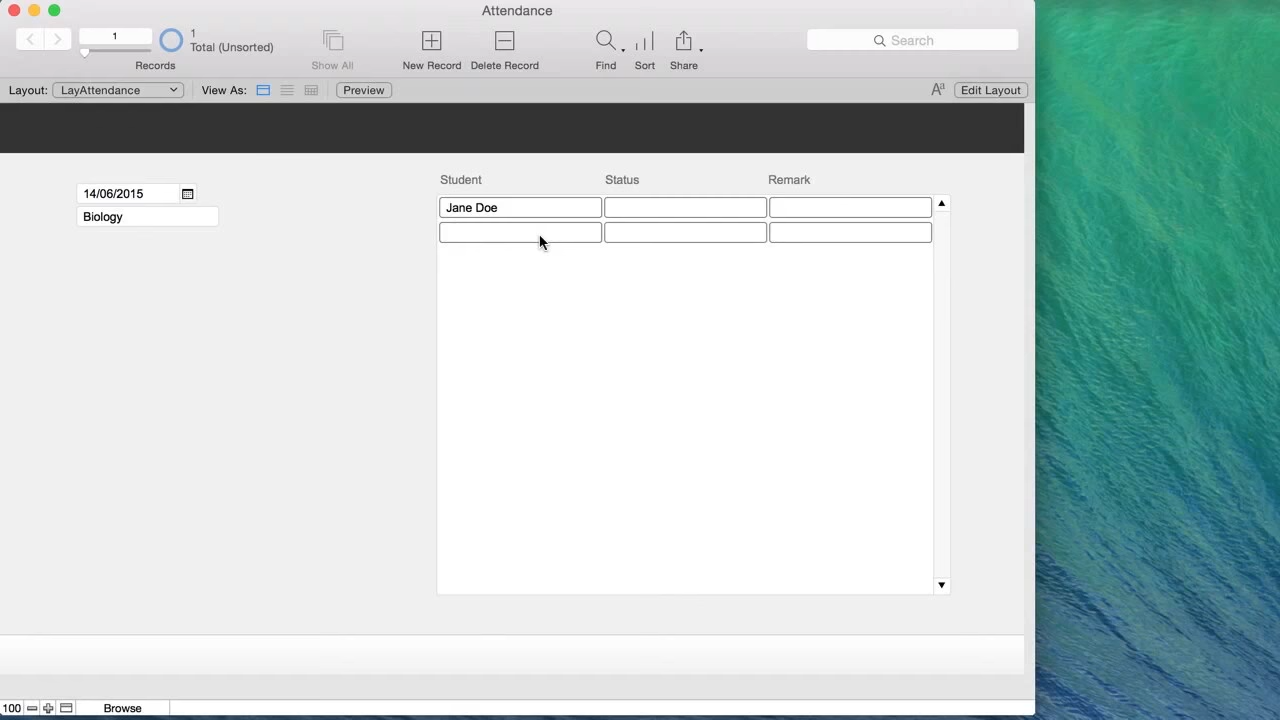 Attendance
1
1
Total (Unsorted)
Records
Show All
New Record
Delete Record
Find
Sort
Share
Search
Layout: LayAttendance
View As:
Preview
Aa
Edit Layout
14/06/2015
Biology
Student Status Remark
Jane Doe
100
Browse